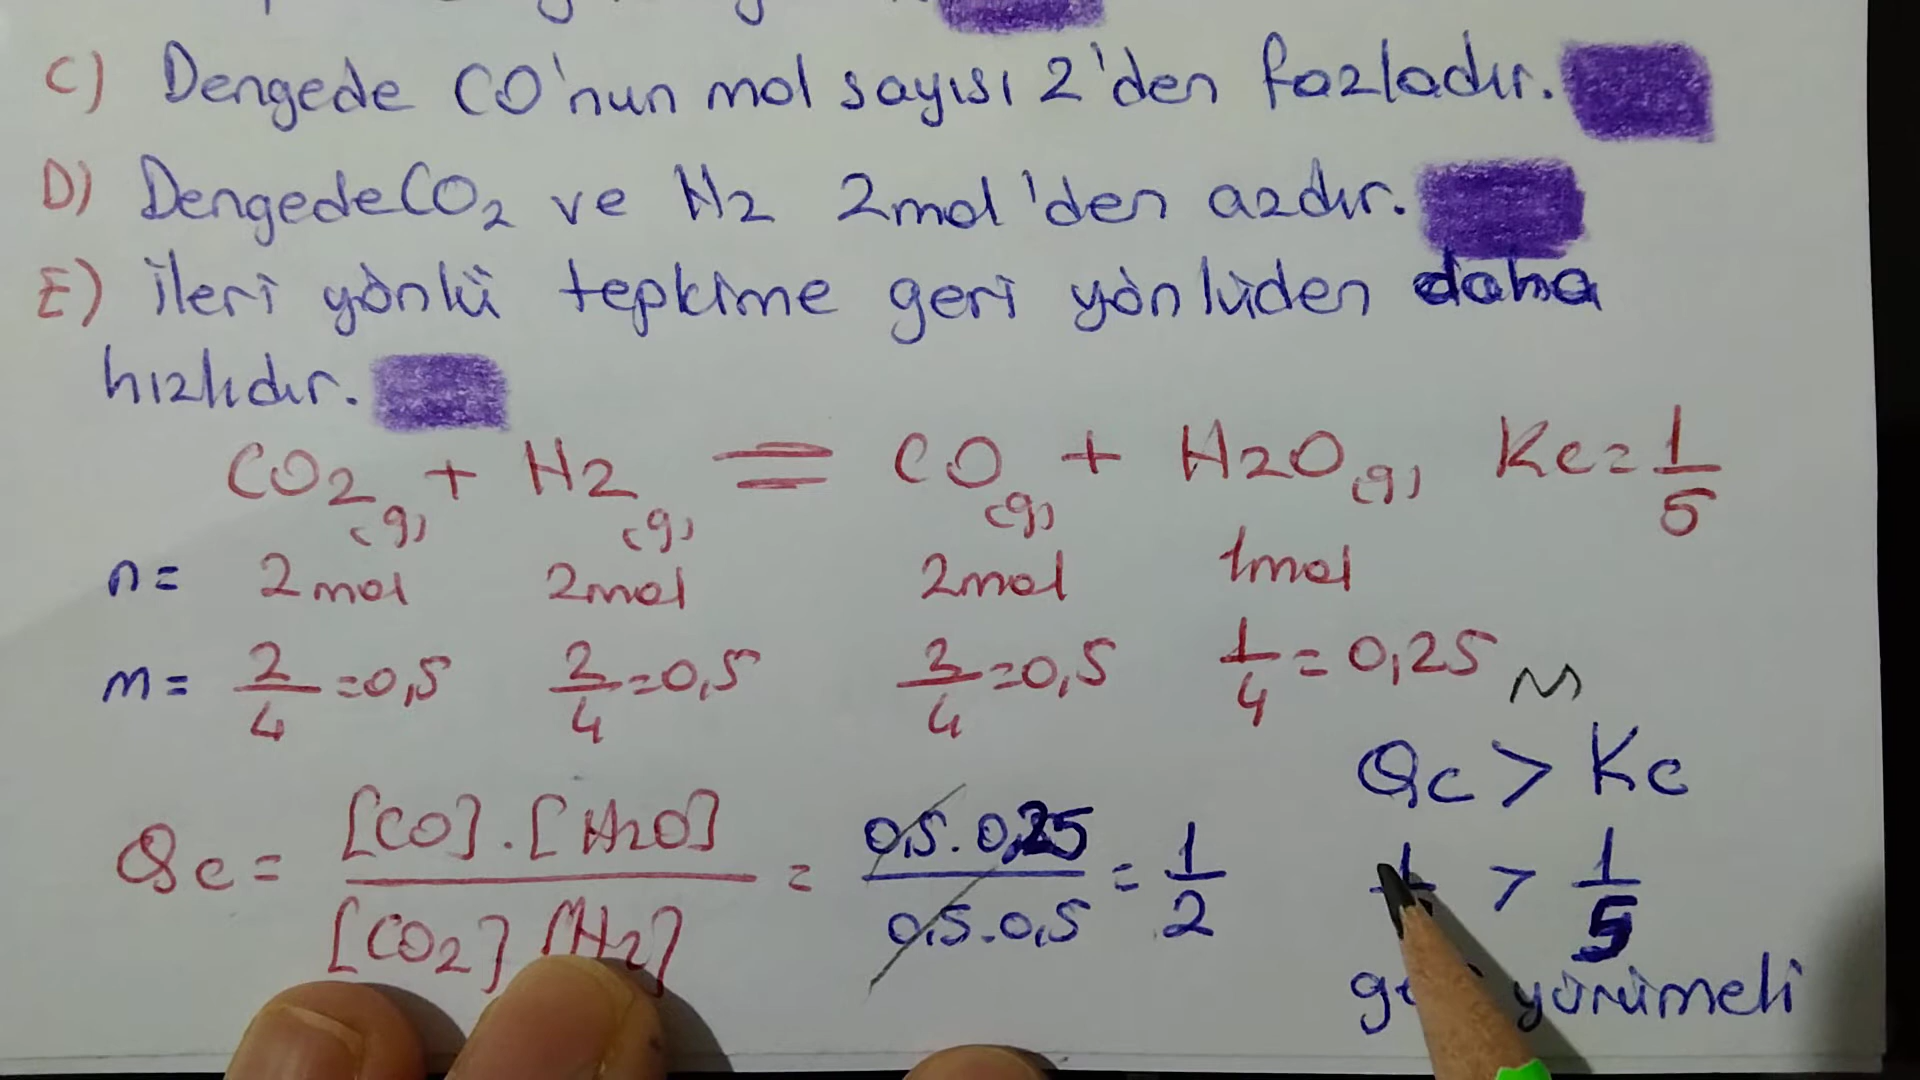 C) Dengede CO'nun mol sayısı 2'den fazladır.
D) Dengede CO2 ve H2 2mol'den azdır.
E) ileri yönlü tepkime geri yönlüden daha
hızlıdır.
CO2(g) + H2(g) = CO(g) + H2O(g) Kc = 1/5
n = 2mol 2mol 2mol 1mol
m = 2/4 = 0,5 2/4 = 0,5 2/4 = 0,5 1/4 = 0,25 M
Qc > Kc
Qc = [CO].[H2O] / [CO2] [H2] = 0,5.0,25 / 0,5.0,5 = 1/2
> 1/5
yürümeli